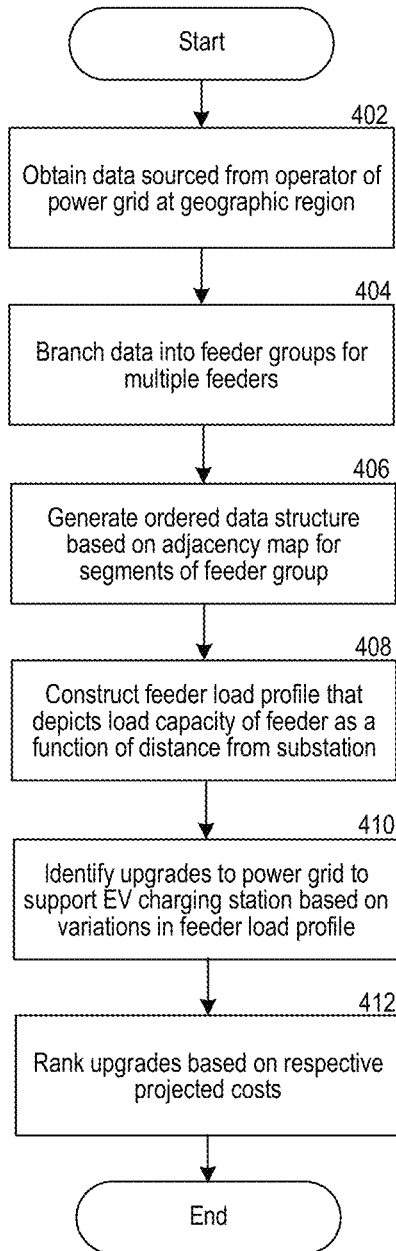 Start
402
Obtain data sourced from operator of
power grid at geographic region
404
Branch data into feeder groups for
multiple feeders
406
Generate ordered data structure
based on adjacency map for
segments of feeder group
408
Construct feeder load profile that
depicts load capacity of feeder as a
function of distance from substation
410
Identify upgrades to power grid to
support EV charging station based on
variations in feeder load profile
412
Rank upgrades based on respective
projected costs
End